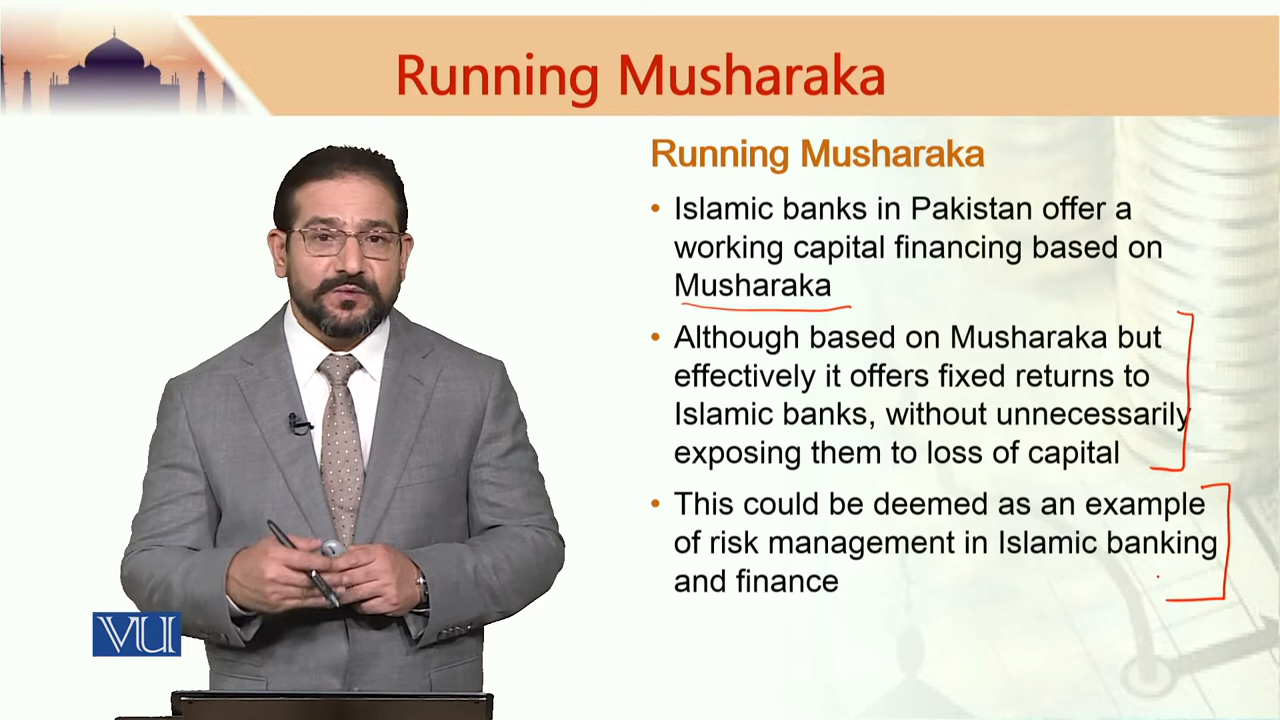 Running Musharaka
Running Musharaka
• Islamic banks in Pakistan offer a
working capital financing based on
Musharaka
• Although based on Musharaka but
effectively it offers fixed returns to
Islamic banks, without unnecessarily
exposing them to loss of capital
• This could be deemed as an example
of risk management in Islamic banking
and finance
VU